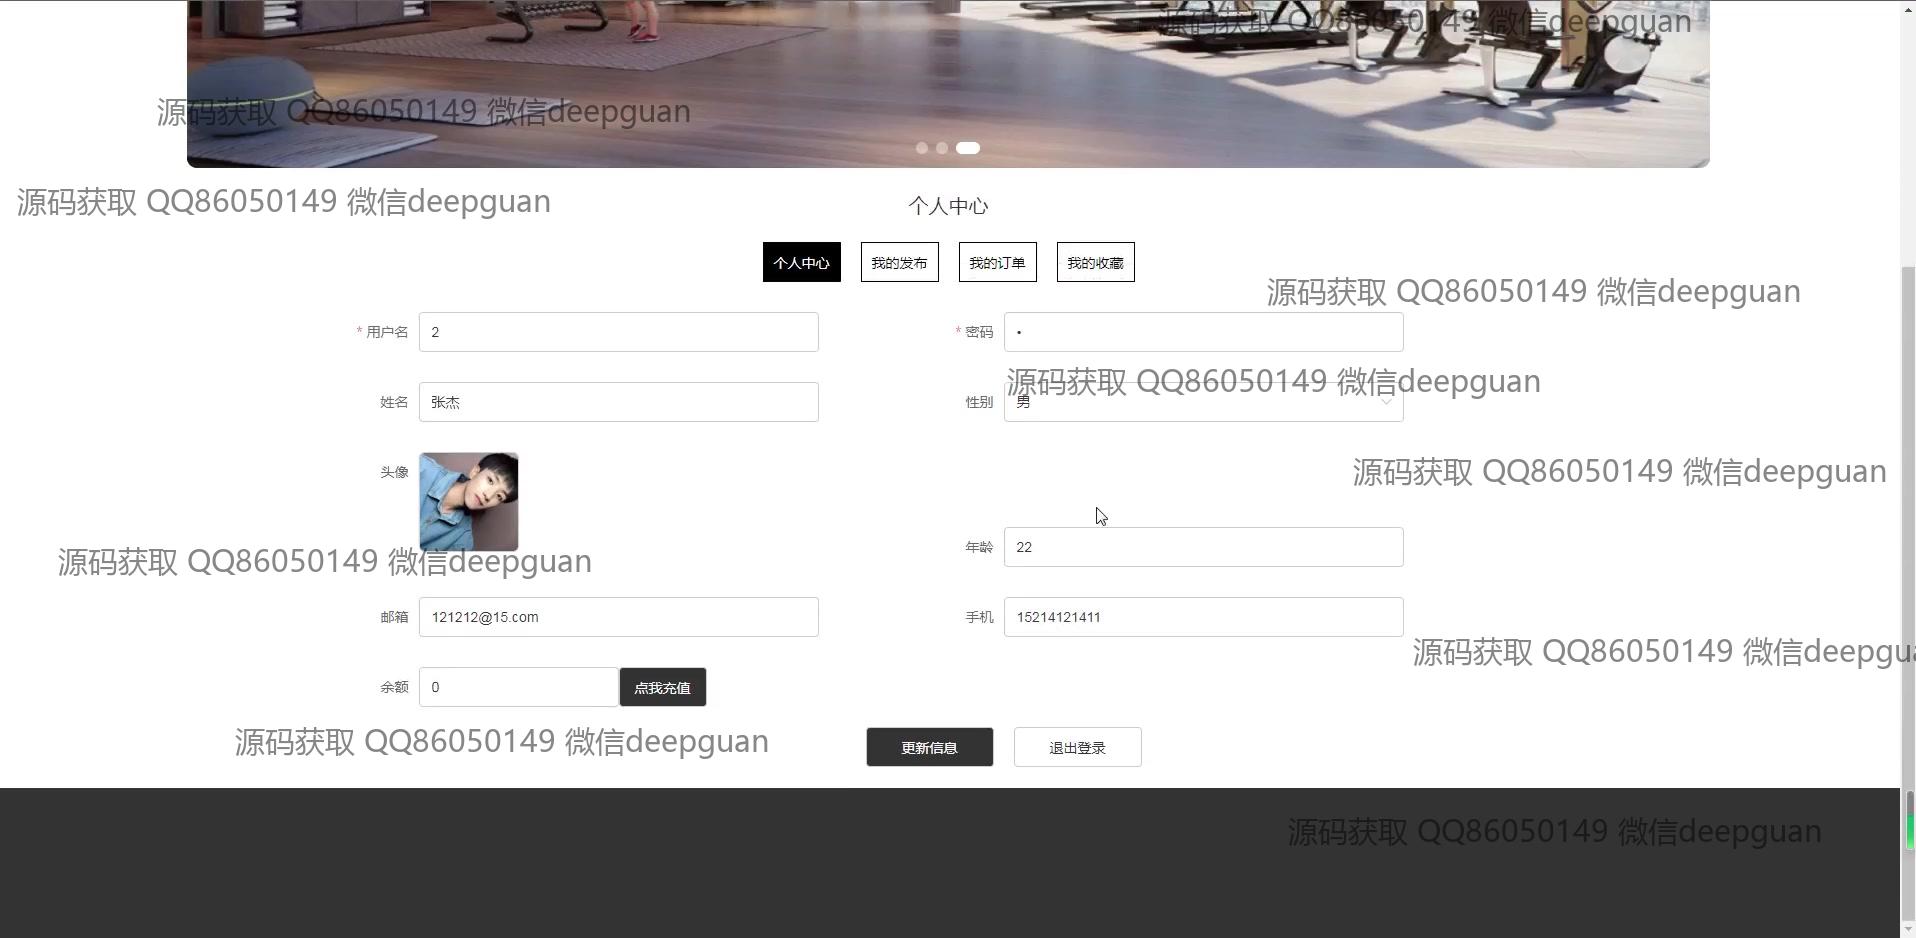 源码获取 QQ86050149 微信deepguan
源码获取 QQ86050149 微信deepguan
源码获取 QQ86050149 微信deepguan
个人中心
个人中心 我的发布 我的订单 我的收藏
源码获取 QQ86050149 微信deepguan
* 用户名 2 * 密码 •
源码获取 QQ86050149 微信deepguan
姓名 张杰 性别 男
头像
源码获取 QQ86050149 微信deepguan
年龄 22
源码获取 QQ86050149 微信deepguan
邮箱 121212@15.com 手机 15214121411
源码获取 QQ86050149 微信deepgua
余额 0 点我充值
源码获取 QQ86050149 微信deepguan
更新信息 退出登录
源码获取 QQ86050149 微信deepguan